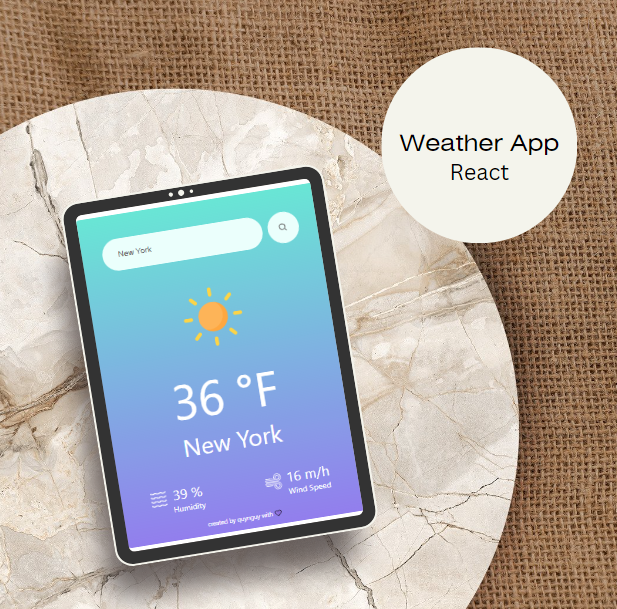 Weather App
React
New York
36 °F
New York
39 %
Humidity
16 m/h
Wind Speed
created by quynguy with